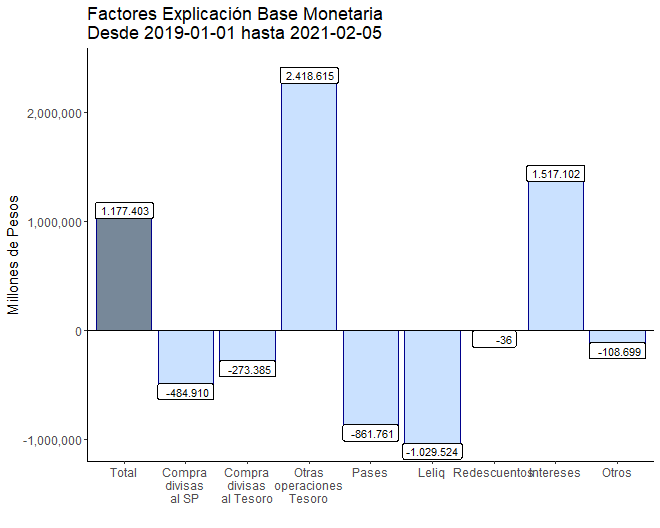 Factores Explicación Base Monetaria
Desde 2019-01-01 hasta 2021-02-05
Millones de Pesos
2,000,000
1,000,000
0
-1,000,000
1.177.403
-484.910
-273.385
2.418.615
-861.761
-1.029.524
-36
1.517.102
-108.699
Total
Compra
divisas
al SP
Compra
divisas
al Tesoro
Otras
operaciones
Tesoro
Pases
Leliq
Redescuentos
Intereses
Otros